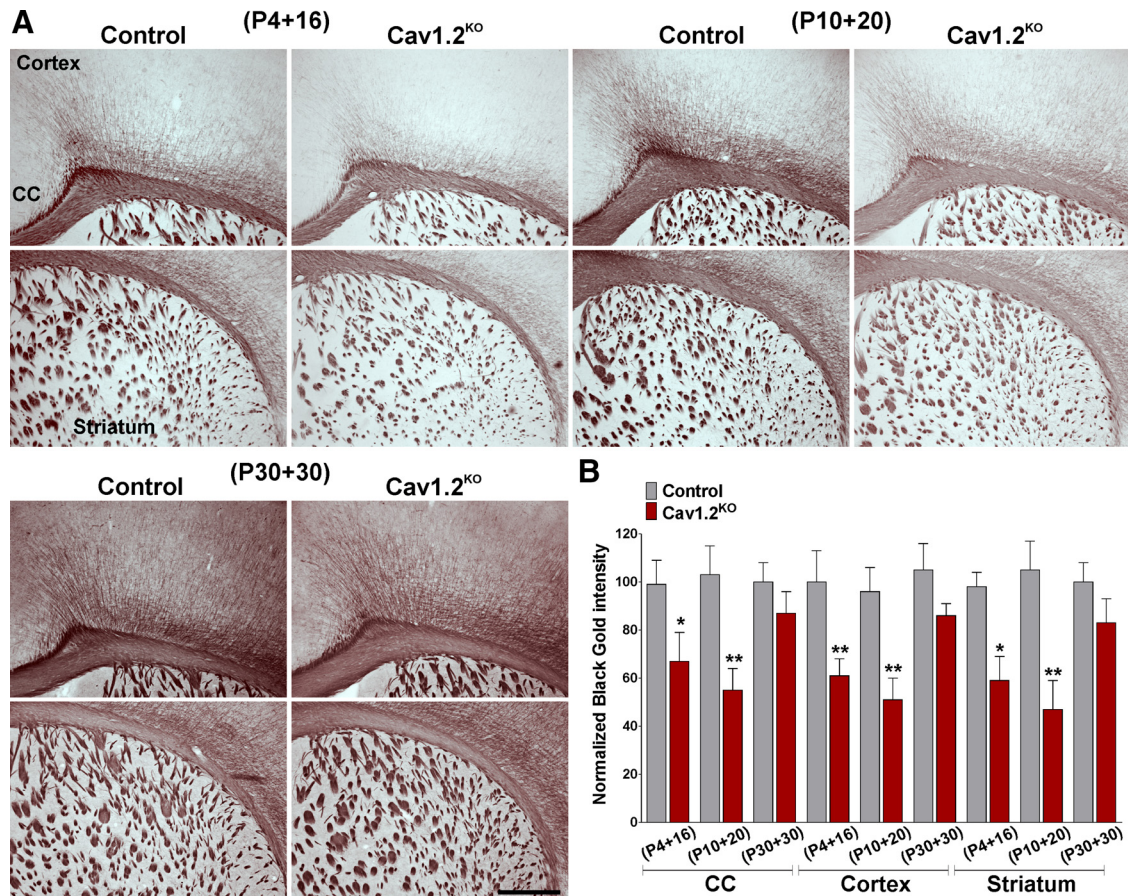 A
(P4+16)
(P10+20)
Control
Cav1.2KO
Control
Cav1.2KO
Cortex
CC
Striatum
(P30+30)
Control
Cav1.2KO
B
Control
Cav1.2KO
Normalized Black Gold intensity
120
100
80
60
40
20
0
*
**
**
**
*
**
(P4+16)
(P10+20)
(P30+30)
(P4+16)
(P10+20)
(P30+30)
(P4+16)
(P10+20)
(P30+30)
CC
Cortex
Striatum